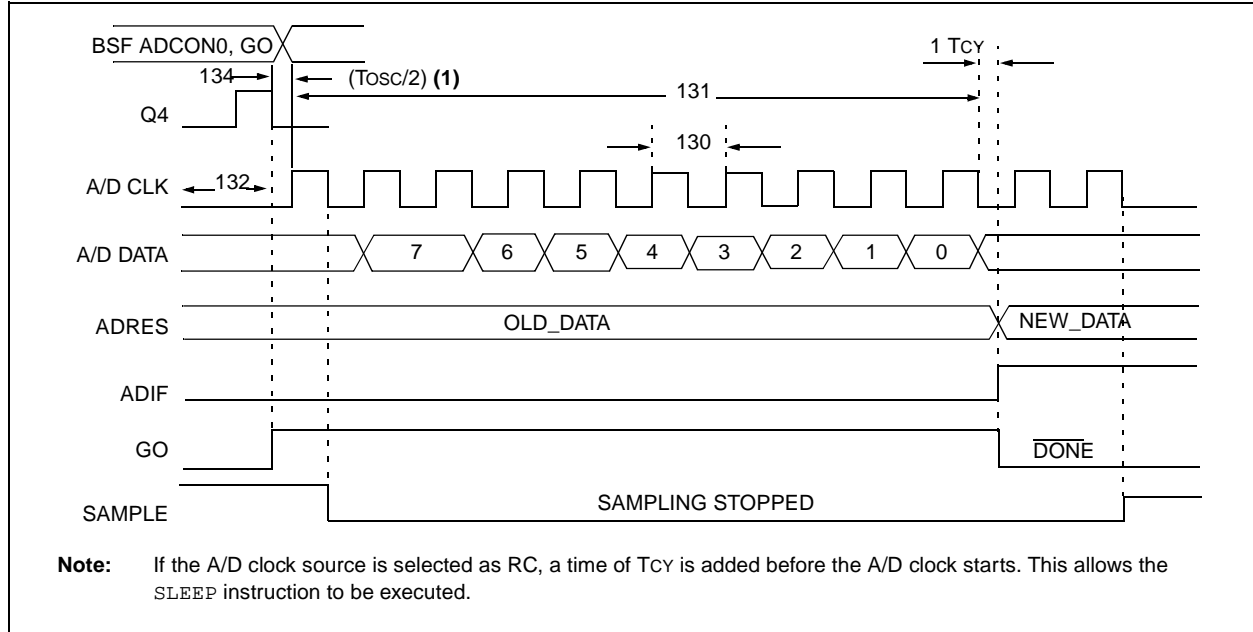 BSF ADCON0, GO
1 TCY
134
(TOSC/2) (1)
131
Q4
130
A/D CLK
132
A/D DATA
7
6
5
4
3
2
1
0
ADRES
OLD_DATA
NEW_DATA
ADIF
GO
DONE
SAMPLING STOPPED
SAMPLE
Note: If the A/D clock source is selected as RC, a time of TCY is added before the A/D clock starts. This allows the
SLEEP instruction to be executed.